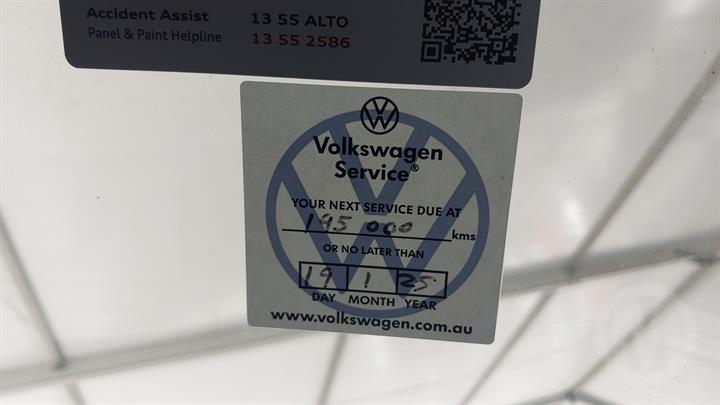 Accident Assist 13 55 ALTO
Panel & Paint Helpline 13 55 2586
Volkswagen
Service®
YOUR NEXT SERVICE DUE AT
195 000 kms
OR NO LATER THAN
19 1 25
DAY MONTH YEAR
www.volkswagen.com.au